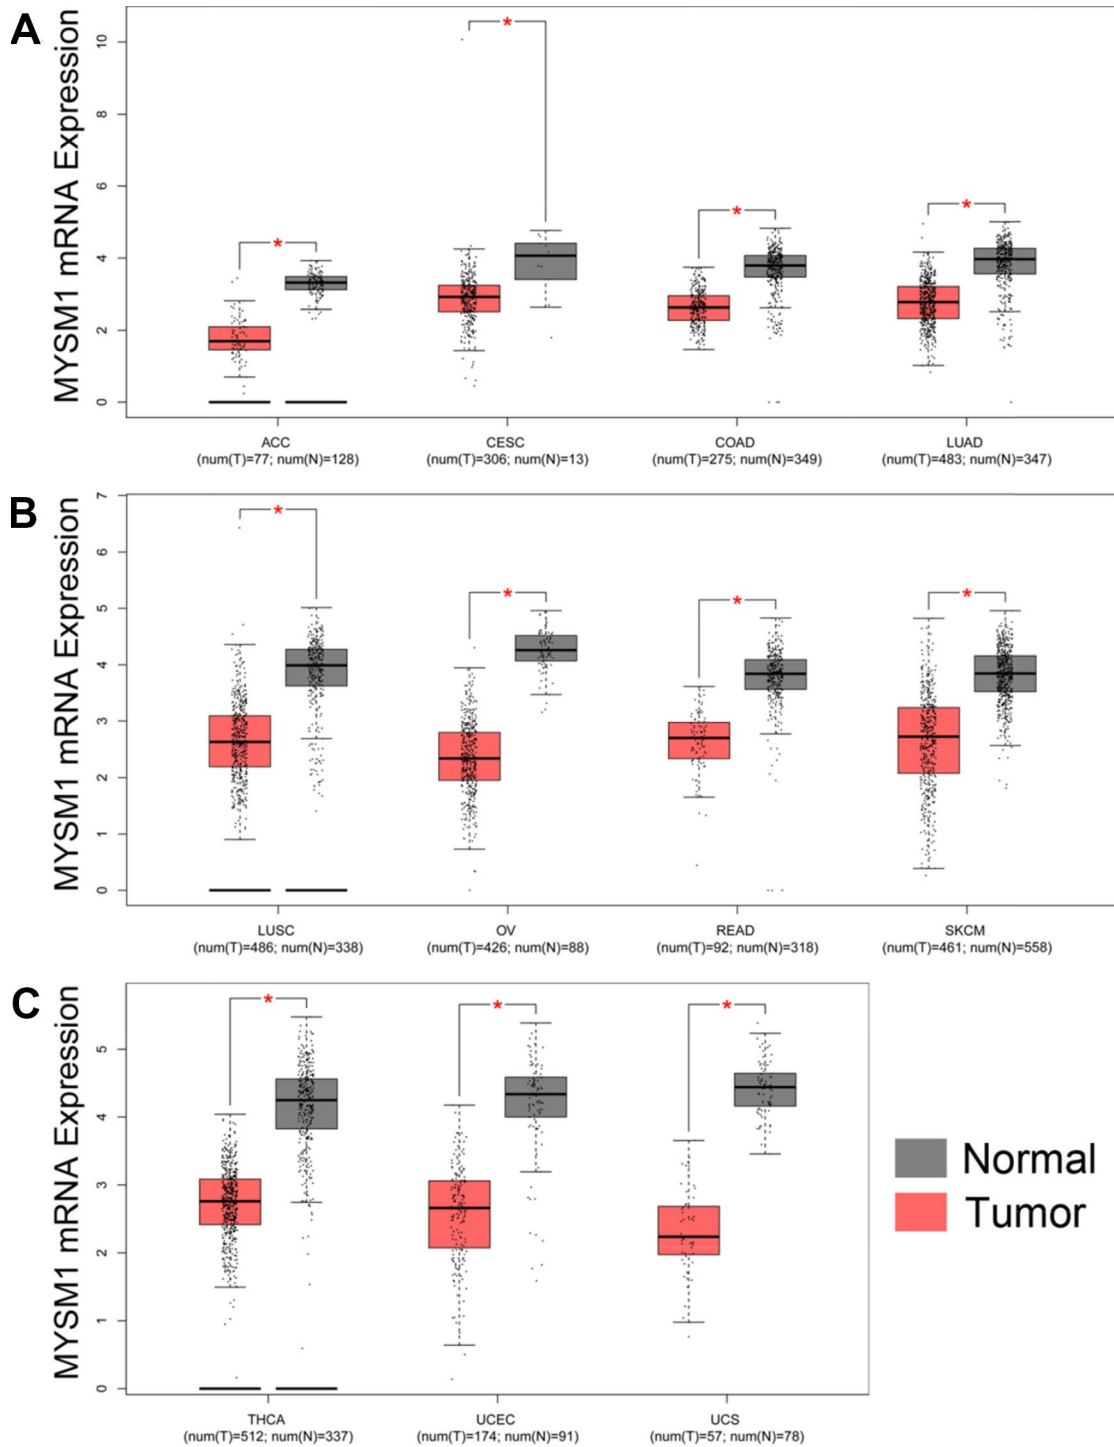 A
MYSM1 mRNA Expression
10
8
6
4
2
0
*
*
*
*
ACC
(num(T)=77; num(N)=128)
CESC
(num(T)=306; num(N)=13)
COAD
(num(T)=275; num(N)=349)
LUAD
(num(T)=483; num(N)=347)
B
MYSM1 mRNA Expression
7
6
5
4
3
2
1
0
*
*
*
*
LUSC
(num(T)=486; num(N)=338)
OV
(num(T)=426; num(N)=88)
READ
(num(T)=92; num(N)=318)
SKCM
(num(T)=461; num(N)=558)
C
MYSM1 mRNA Expression
5
4
3
2
1
0
*
*
*
THCA
(num(T)=512; num(N)=337)
UCEC
(num(T)=174; num(N)=91)
UCS
(num(T)=57; num(N)=78)
Normal
Tumor